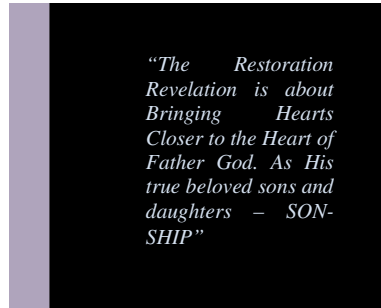 “The Restoration
Revelation is about
Bringing Hearts
Closer to the Heart of
Father God. As His
true beloved sons and
daughters – SON-
SHIP”